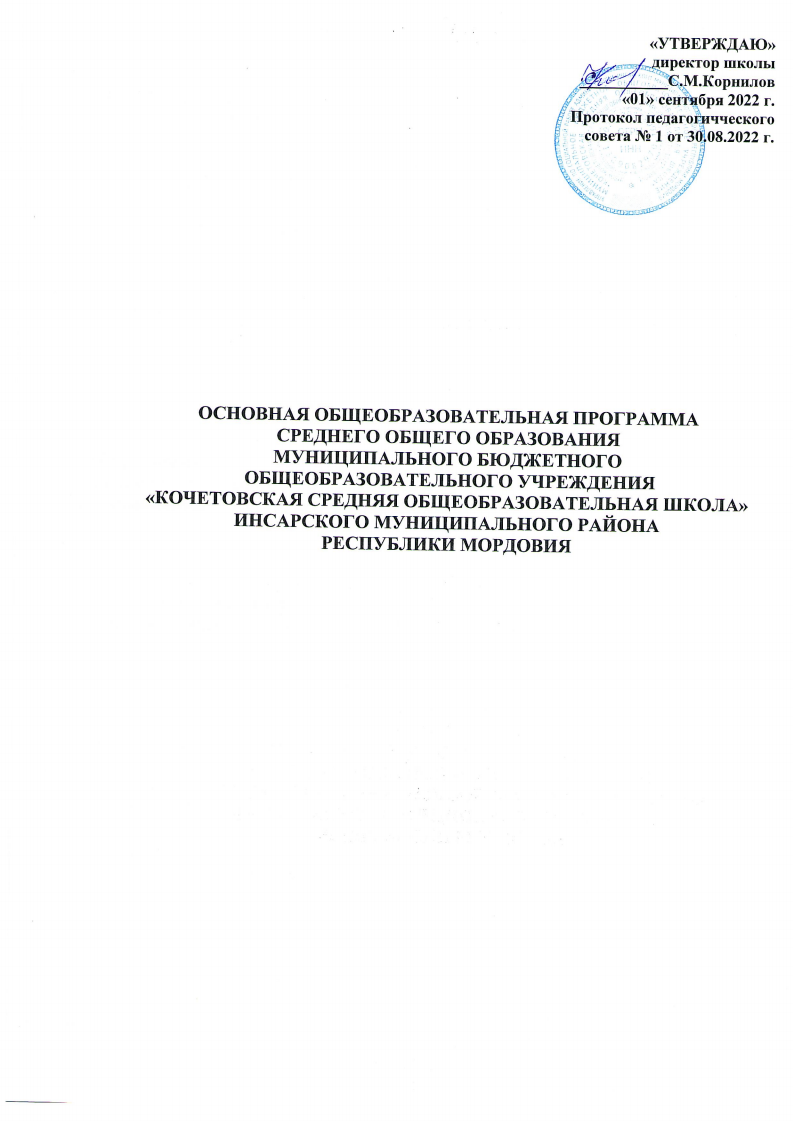 «УТВЕРЖДАЮ»
директор школы
___________С.М.Корнилов
«01» сентября 2022 г.
Протокол педагогичческого
совета № 1 от 30.08.2022 г.
ОСНОВНАЯ ОБЩЕОБРАЗОВАТЕЛЬНАЯ ПРОГРАММА
СРЕДНЕГО ОБЩЕГО ОБРАЗОВАНИЯ
МУНИЦИПАЛЬНОГО БЮДЖЕТНОГО
ОБЩЕОБРАЗОВАТЕЛЬНОГО УЧРЕЖДЕНИЯ
«КОЧЕТОВСКАЯ СРЕДНЯЯ ОБЩЕОБРАЗОВАТЕЛЬНАЯ ШКОЛА»
ИНСАРСКОГО МУНИЦИПАЛЬНОГО РАЙОНА
РЕСПУБЛИКИ МОРДОВИЯ